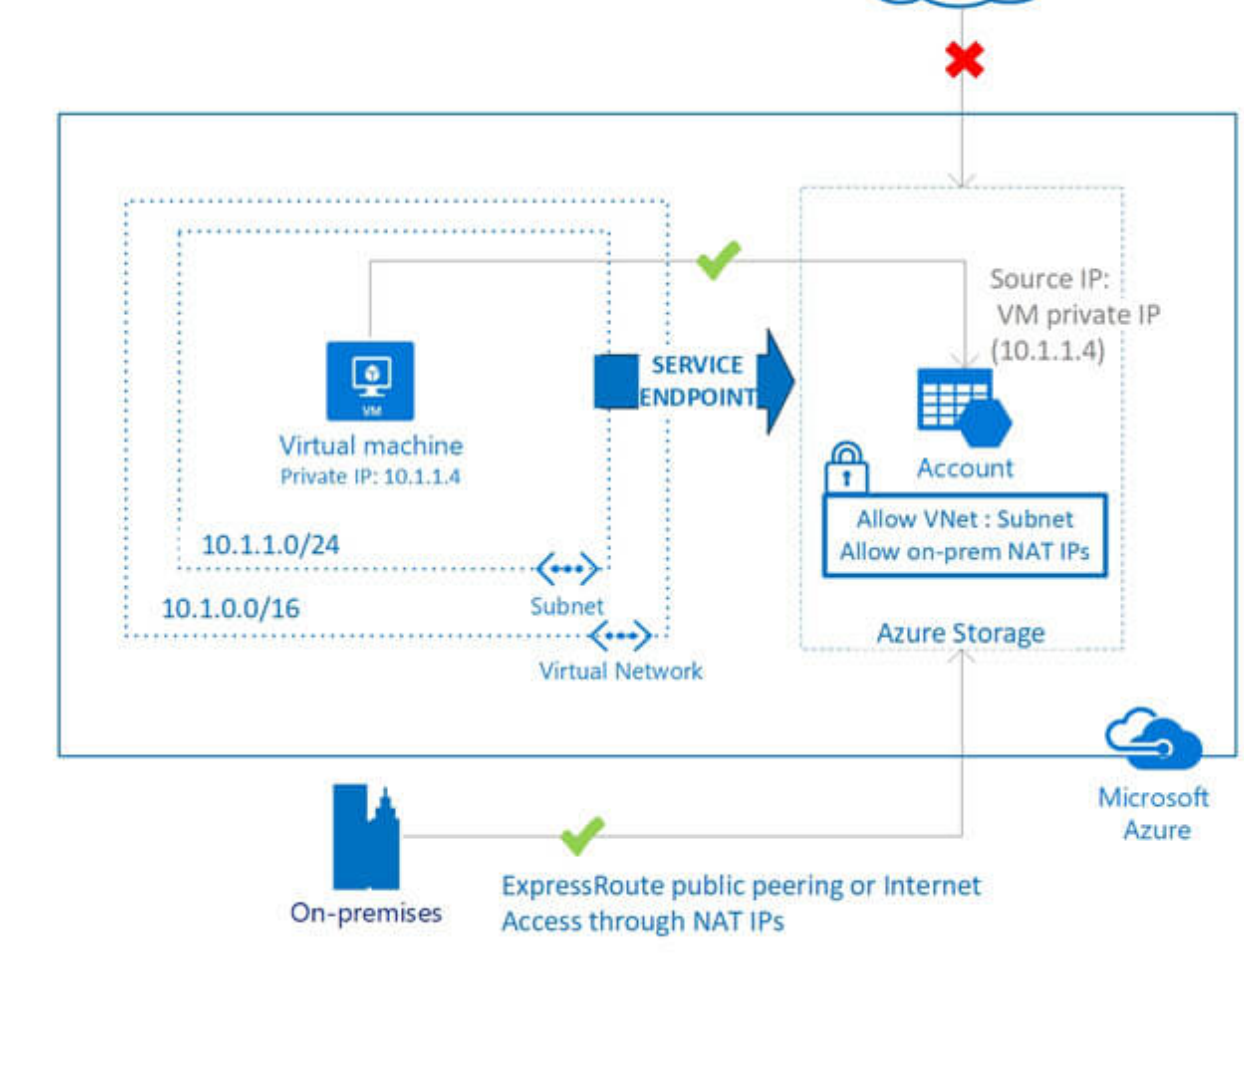 Source IP:
VM private IP
(10.1.1.4)
SERVICE
ENDPOINT
VM
Virtual machine
Private IP: 10.1.1.4
Account
Allow VNet : Subnet
Allow on-prem NAT IPs
10.1.1.0/24
10.1.0.0/16
Subnet
Azure Storage
Virtual Network
Microsoft
Azure
On-premises
ExpressRoute public peering or Internet
Access through NAT IPs